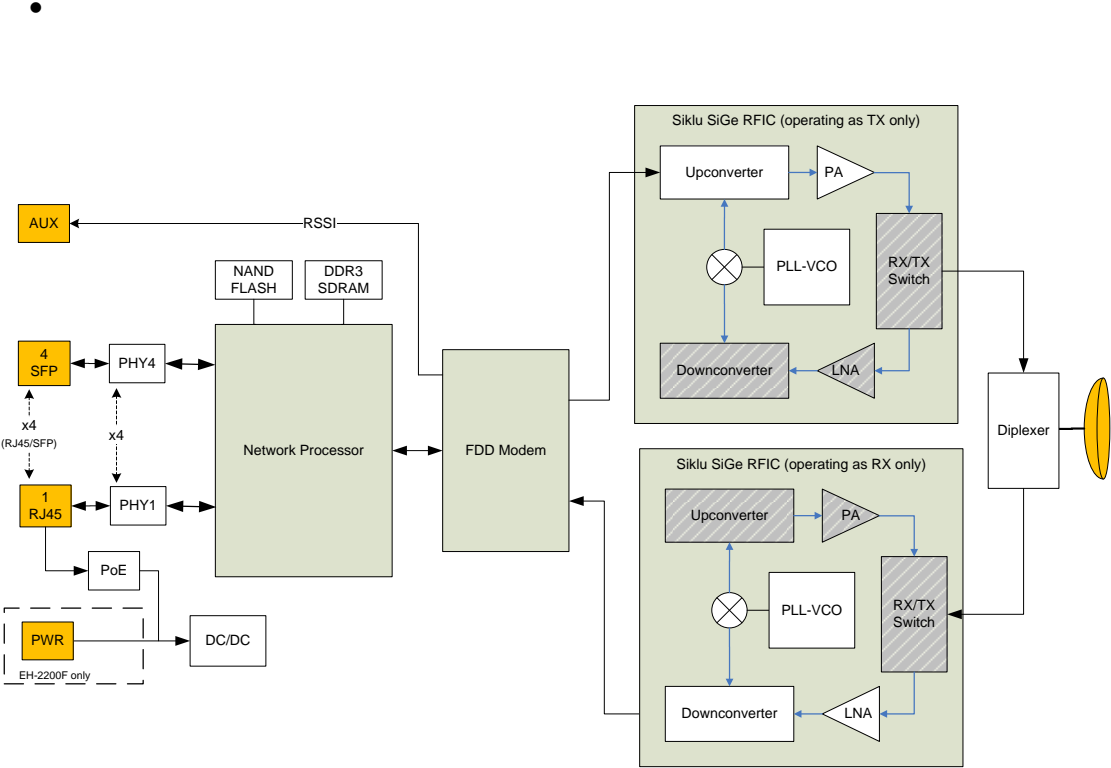 •
Siklu SiGe RFIC (operating as TX only)
Upconverter
PA
AUX
RSSI
NAND
FLASH
DDR3
SDRAM
PLL-VCO
RX/TX
Switch
4
SFP
PHY4
Downconverter
LNA
x4
(RJ45/SFP)
x4
Network Processor
FDD Modem
Diplexer
Siklu SiGe RFIC (operating as RX only)
1
RJ45
PHY1
Upconverter
PA
PoE
PLL-VCO
RX/TX
Switch
PWR
DC/DC
EH-2200F only
Downconverter
LNA